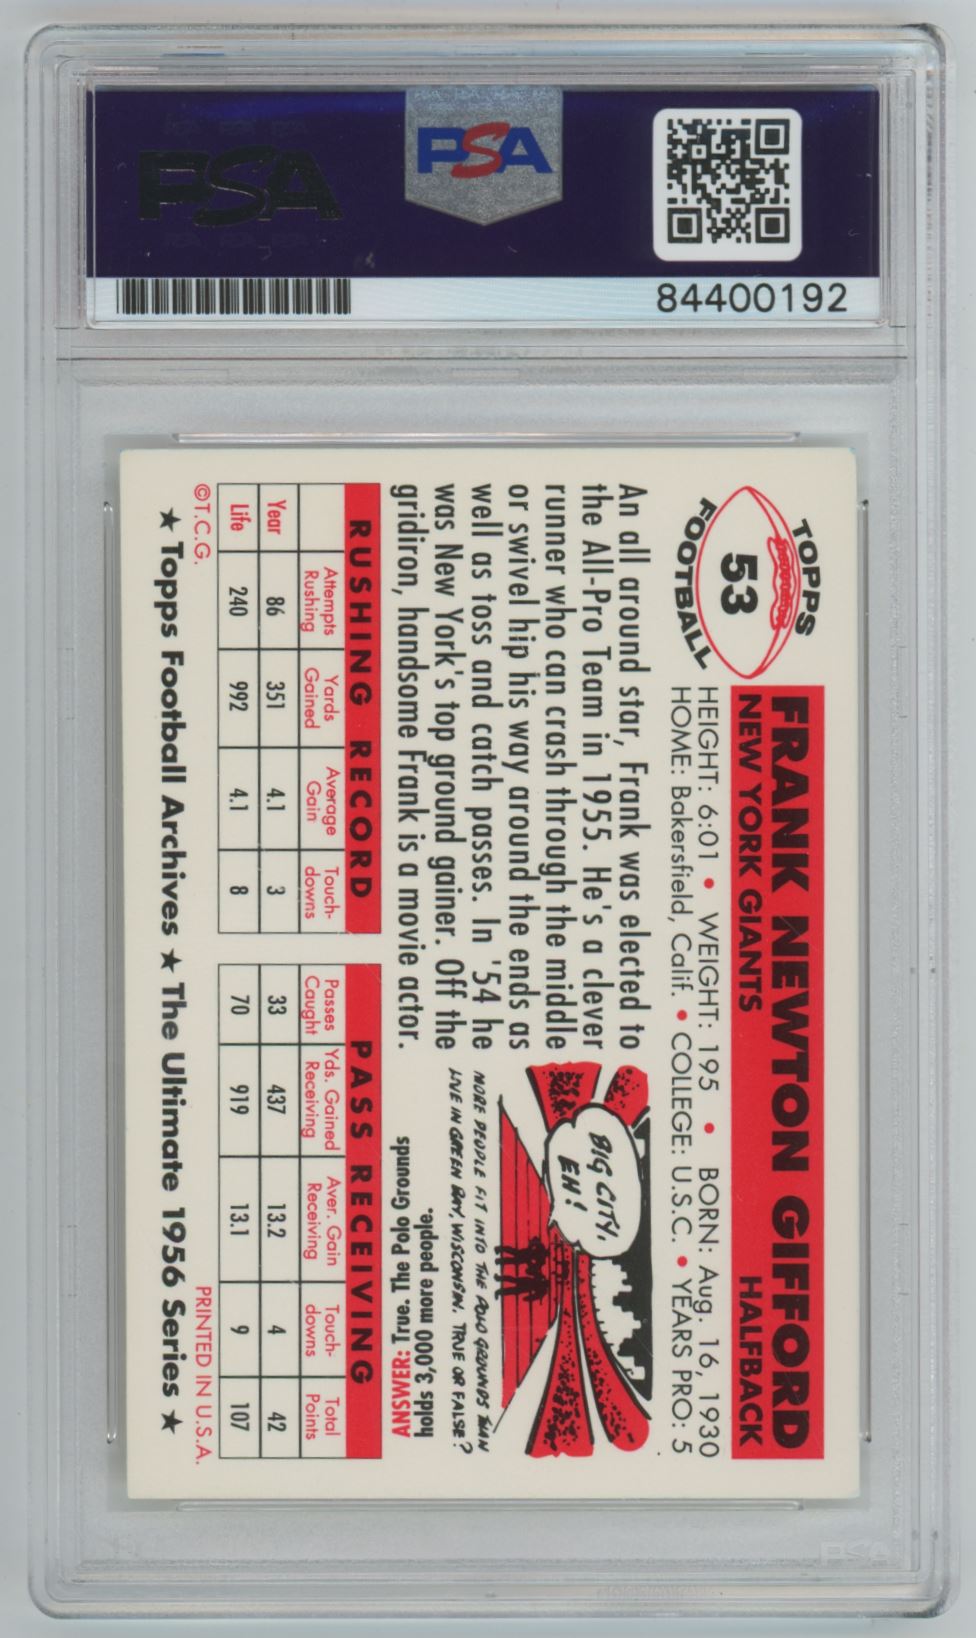 PSA
PSA
84400192
TOPPS
53
FOOTBALL
FRANK NEWTON GIFFORD
NEW YORK GIANTS HALFBACK
HEIGHT: 6:01 • WEIGHT: 195 • BORN: Aug. 16, 1930
HOME: Bakersfield, Calif. • COLLEGE: U.S.C. • YEARS PRO: 5
An all around star, Frank was elected to
the All-Pro Team in 1955. He's a clever
runner who can crash through the middle
or swivel hip his way around the ends as
well as toss and catch passes. In '54 he
was New York's top ground gainer. Off the
gridiron, handsome Frank is a movie actor.
BIG CITY,
EH!
MORE PEOPLE FIT INTO THE POLO GROUNDS THAN
LIVE IN GREEN BAY, WISCONSIN. TRUE OR FALSE?
ANSWER: True. The Polo Grounds
holds 3,000 more people.
RUSHING RECORD
Attempts Rushing Yards Gained Average Gain Touch-downs
Year 86 351 4.1 3
Life 240 992 4.1 8
PASS RECEIVING
Passes Caught Yds. Gained Receiving Aver. Gain Receiving Touch-downs Total Points
33 437 13.2 4 42
70 919 13.1 9 107
©T.C.G. PRINTED IN U.S.A.
★ Topps Football Archives ★ The Ultimate 1956 Series ★
PSA